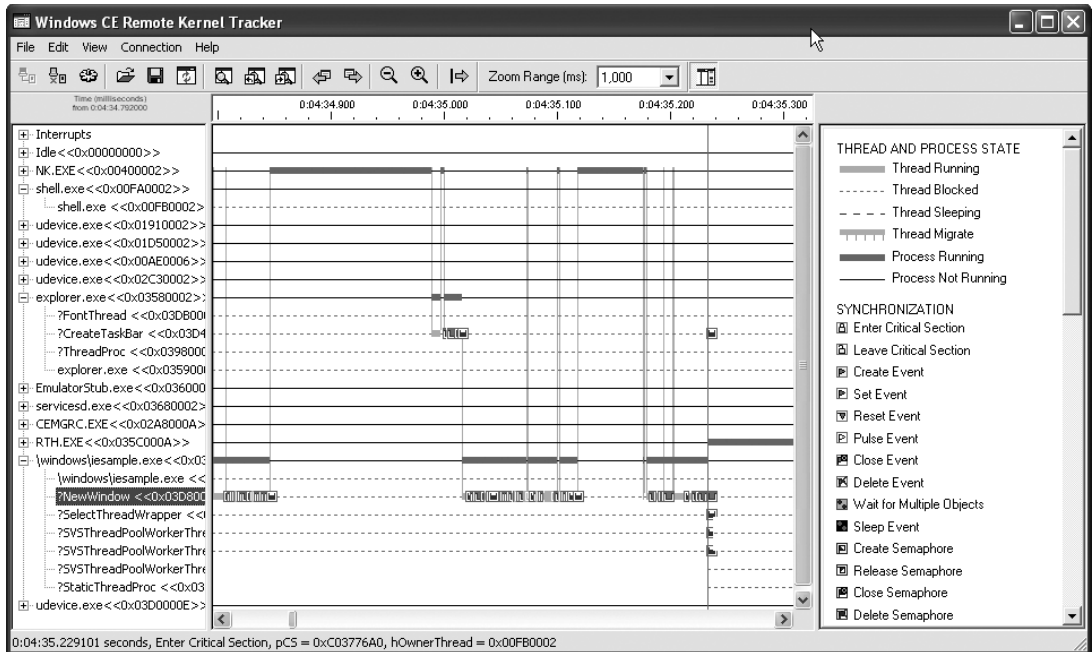 Windows CE Remote Kernel Tracker
File Edit View Connection Help
Zoom Range (ms): 1,000
Time (milliseconds)
from 0:04:34.792000
0:04:34.900 0:04:35.000 0:04:35.100 0:04:35.200 0:04:35.300
Interrupts
Idle<<0x00000000>>
NK.EXE<<0x00400002>>
shell.exe<<0x00FA0002>>
shell.exe <<0x00FB0002>
udevice.exe<<0x01910002>>
udevice.exe<<0x01D50002>>
udevice.exe<<0x00AE0006>>
udevice.exe<<0x02C30002>>
explorer.exe<<0x03580002>>
?FontThread <<0x03DB00
?CreateTaskBar <<0x03D4
?ThreadProc <<0x0398000
explorer.exe <<0x035900
EmulatorStub.exe<<0x036000
servicesd.exe<<0x03680002>
CEMGRC.EXE<<0x02A8000A>
RTH.EXE<<0x035C000A>>
\windows\iesample.exe<<0x03
\windows\iesample.exe <<
?NewWindow <<0x03D800
?SelectThreadWrapper <<
?SVSThreadPoolWorkerThre
?SVSThreadPoolWorkerThre
?SVSThreadPoolWorkerThre
?StaticThreadProc <<0x03
udevice.exe<<0x03D0000E>>
THREAD AND PROCESS STATE
Thread Running
Thread Blocked
Thread Sleeping
Thread Migrate
Process Running
Process Not Running
SYNCHRONIZATION
Enter Critical Section
Leave Critical Section
Create Event
Set Event
Reset Event
Pulse Event
Close Event
Delete Event
Wait for Multiple Objects
Sleep Event
Create Semaphore
Release Semaphore
Close Semaphore
Delete Semaphore
0:04:35.229101 seconds, Enter Critical Section, pCS = 0xC03776A0, hOwnerThread = 0x00FB0002